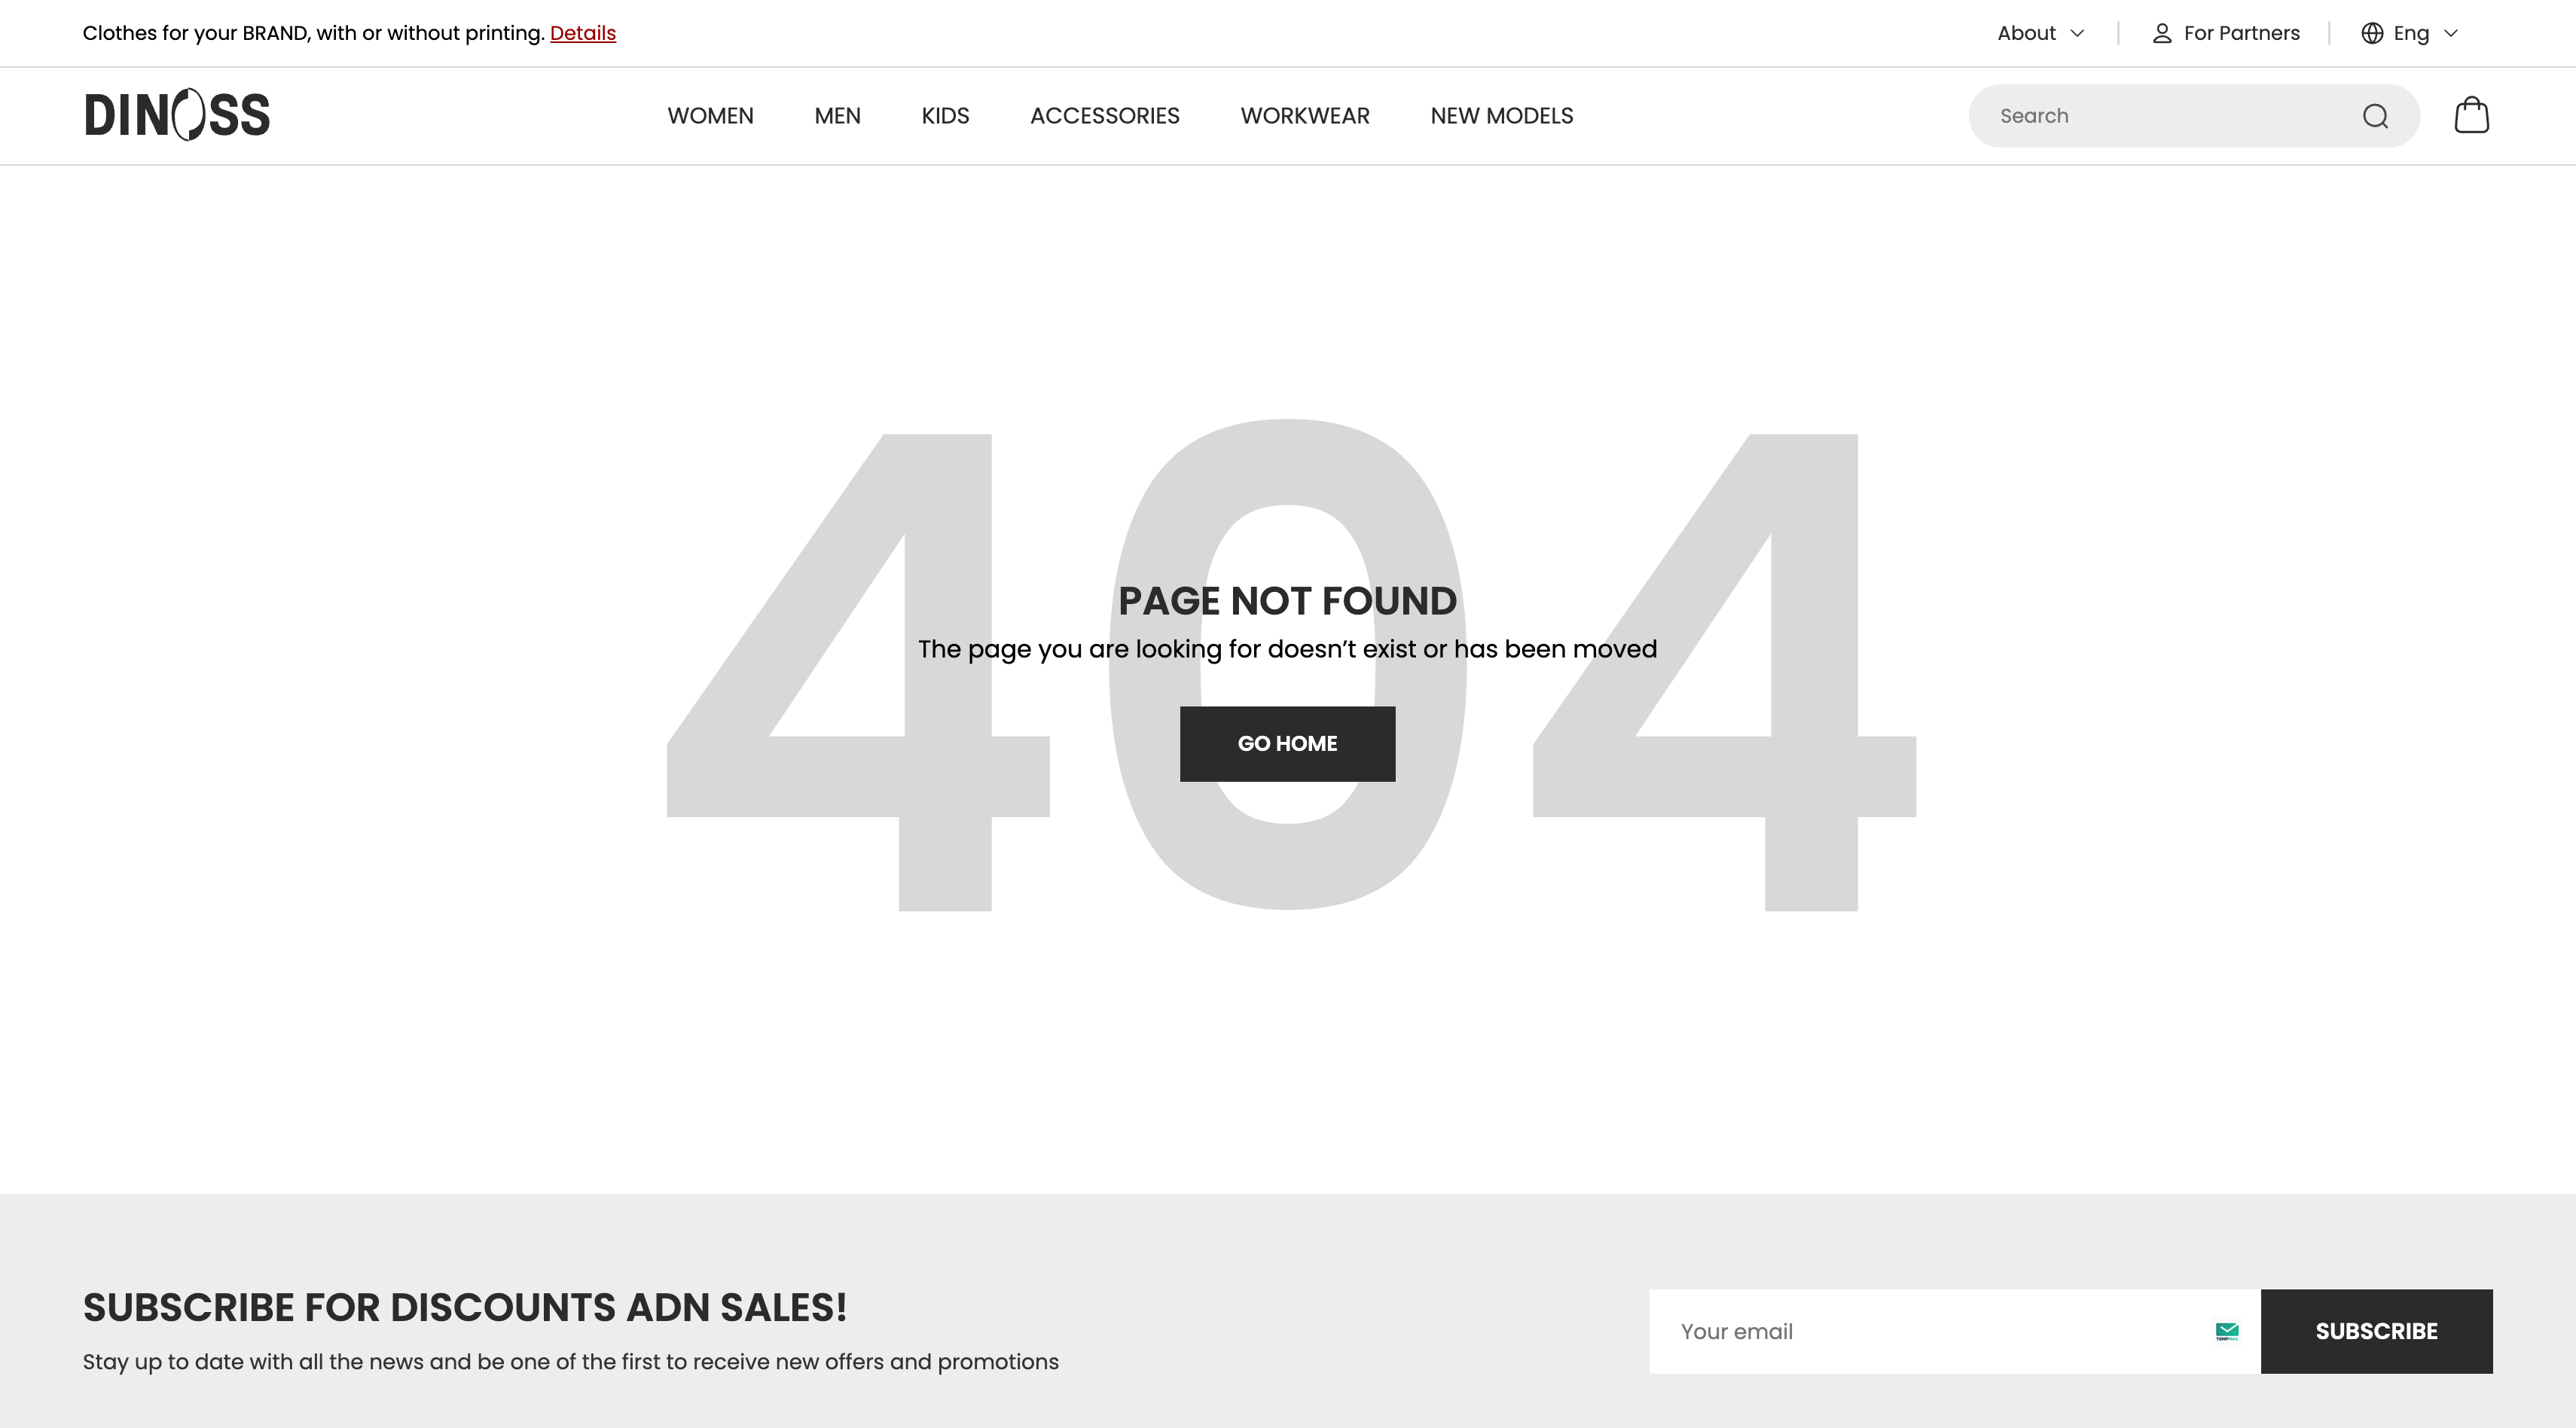 Clothes for your BRAND, with or without printing. Details
About
For Partners
Eng
DINOSS
WOMEN
MEN
KIDS
ACCESSORIES
WORKWEAR
NEW MODELS
Search
404
PAGE NOT FOUND
The page you are looking for doesn’t exist or has been moved
GO HOME
SUBSCRIBE FOR DISCOUNTS ADN SALES!
Stay up to date with all the news and be one of the first to receive new offers and promotions
Your email
SUBSCRIBE